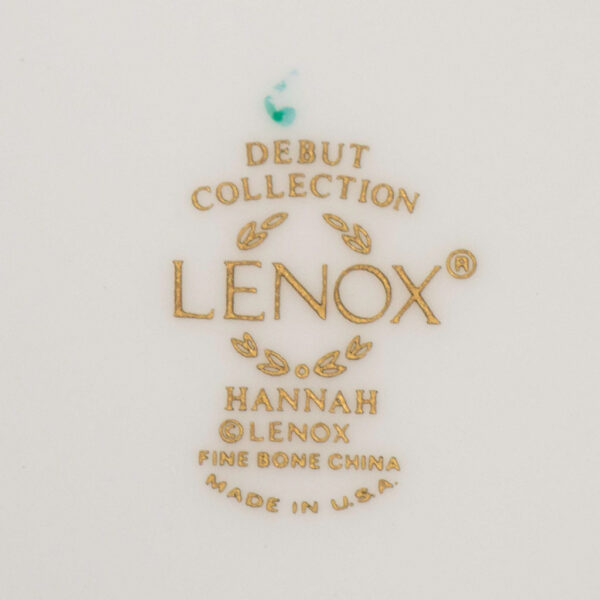 DEBUT
COLLECTION
LENOX®
HANNAH
©LENOX
FINE BONE CHINA
MADE IN U.S.A.